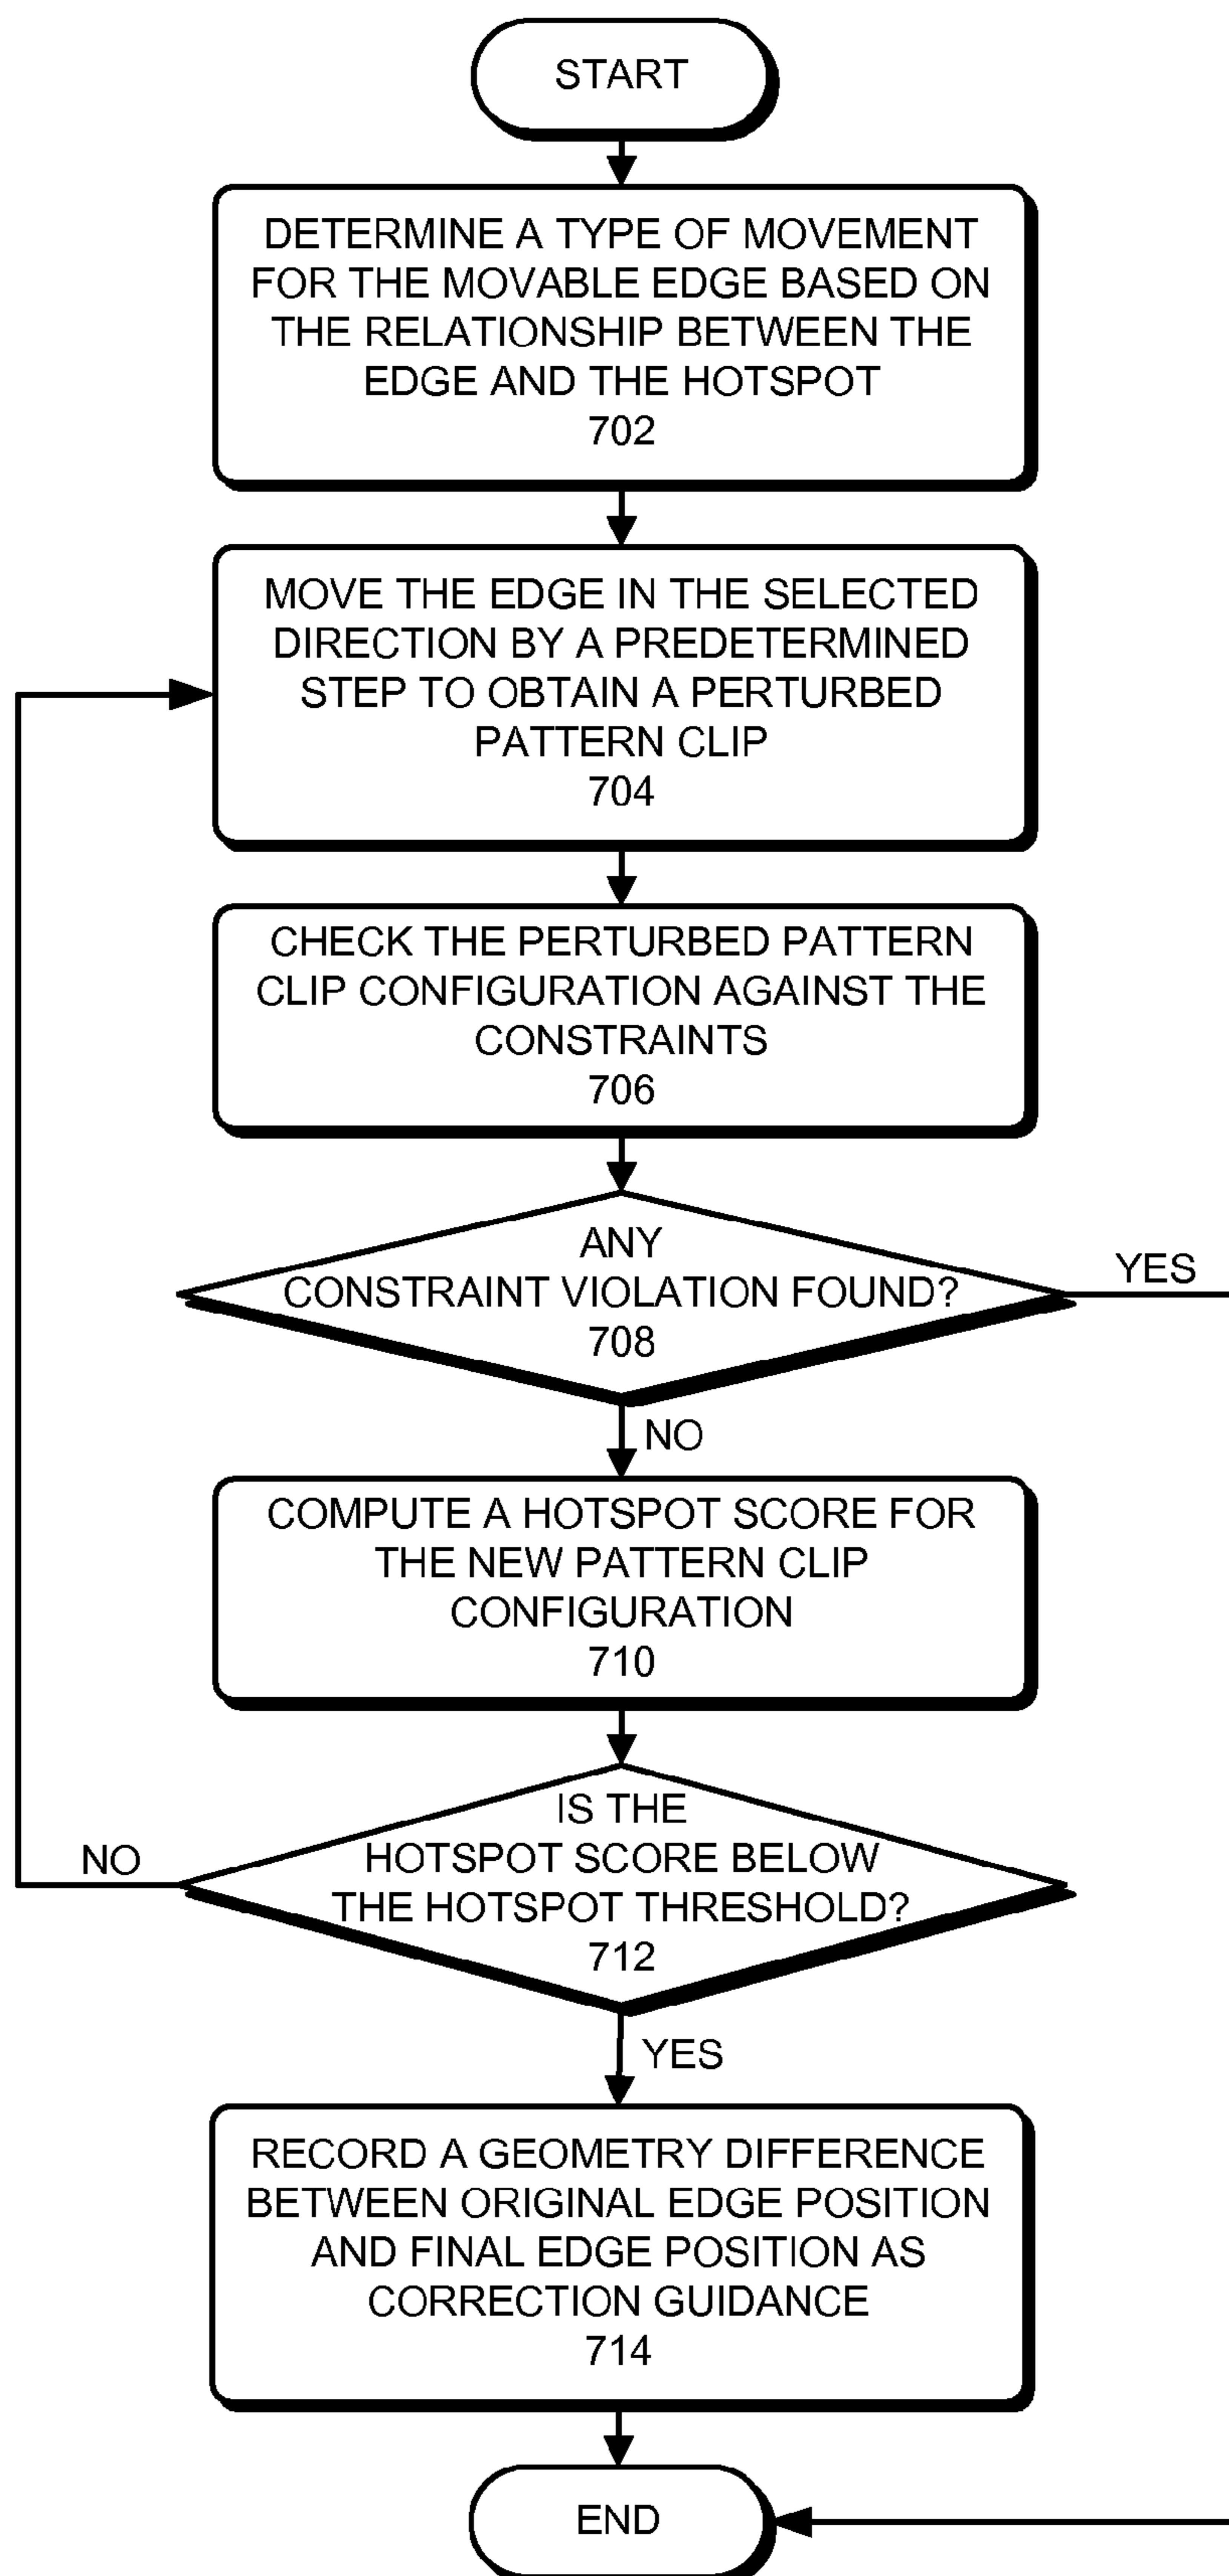 START
DETERMINE A TYPE OF MOVEMENT
FOR THE MOVABLE EDGE BASED ON
THE RELATIONSHIP BETWEEN THE
EDGE AND THE HOTSPOT
702
MOVE THE EDGE IN THE SELECTED
DIRECTION BY A PREDETERMINED
STEP TO OBTAIN A PERTURBED
PATTERN CLIP
704
CHECK THE PERTURBED PATTERN
CLIP CONFIGURATION AGAINST THE
CONSTRAINTS
706
ANY
CONSTRAINT VIOLATION FOUND?
708
YES
NO
COMPUTE A HOTSPOT SCORE FOR
THE NEW PATTERN CLIP
CONFIGURATION
710
IS THE
HOTSPOT SCORE BELOW
THE HOTSPOT THRESHOLD?
712
NO
YES
RECORD A GEOMETRY DIFFERENCE
BETWEEN ORIGINAL EDGE POSITION
AND FINAL EDGE POSITION AS
CORRECTION GUIDANCE
714
END